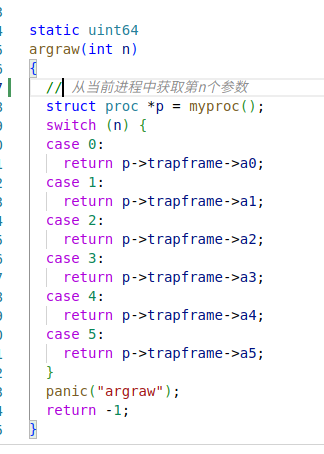 static uint64
argraw(int n)
{
// 从当前进程中获取第n个参数
struct proc *p = myproc();
switch (n) {
case 0:
return p->trapframe->a0;
case 1:
return p->trapframe->a1;
case 2:
return p->trapframe->a2;
case 3:
return p->trapframe->a3;
case 4:
return p->trapframe->a4;
case 5:
return p->trapframe->a5;
}
panic("argraw");
return -1;
}